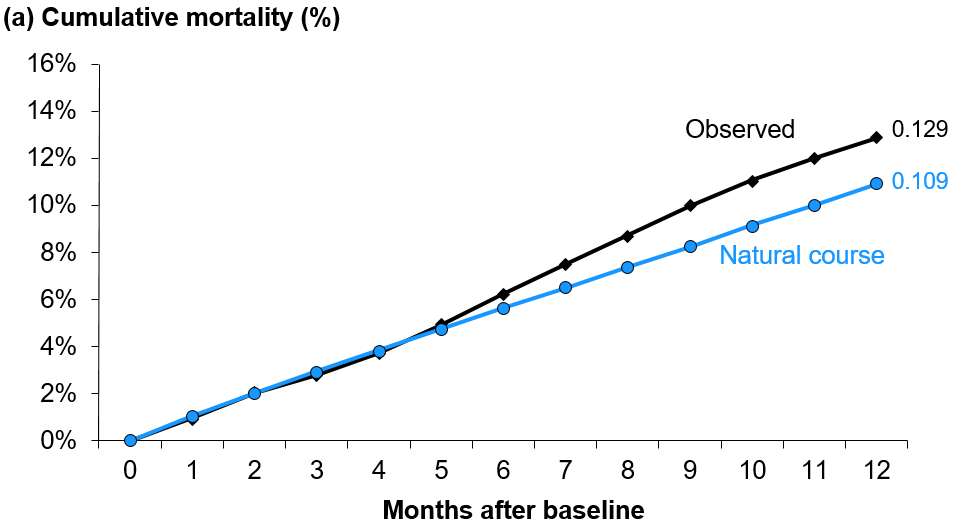 (a) Cumulative mortality (%)
16%
14%
12%
10%
8%
6%
4%
2%
0%
Observed
0.129
0.109
Natural course
0 1 2 3 4 5 6 7 8 9 10 11 12
Months after baseline